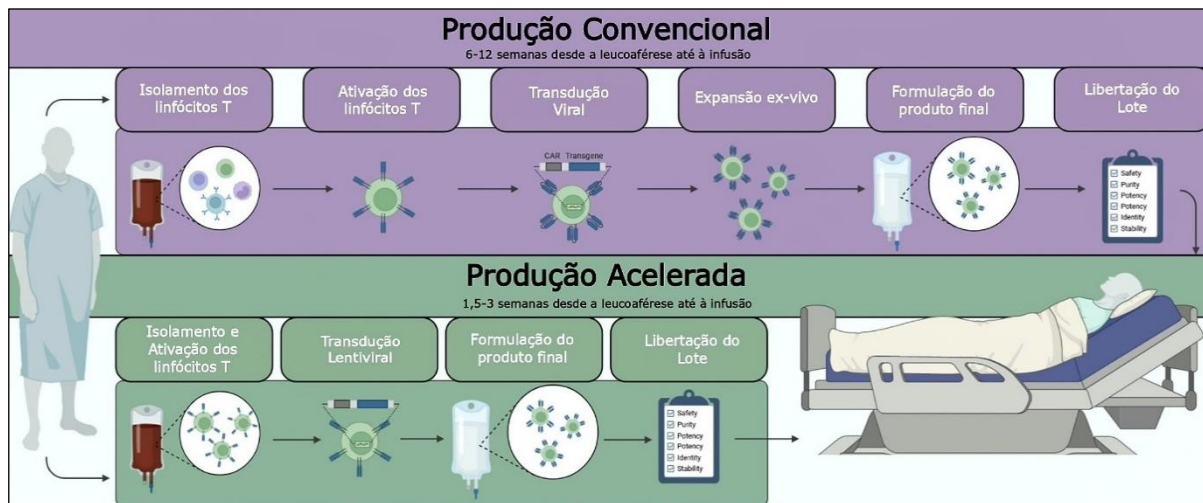 Produção Convencional
6-12 semanas desde a leucoaférese até à infusão
Isolamento dos
linfócitos T
Ativação dos
linfócitos T
Transdução
Viral
Expansão ex-vivo
Formulação do
produto final
Libertação do
Lote
CAR Transgene
Safety
Purity
Potency
Potency
Identity
Stability
Produção Acelerada
1,5-3 semanas desde a leucoaférese até à infusão
Isolamento e
Ativação dos
linfócitos T
Transdução
Lentiviral
Formulação do
produto final
Libertação do
Lote
Safety
Purity
Potency
Potency
Identity
Stability